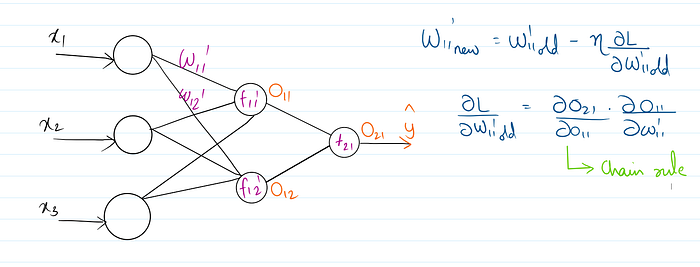 x₁
x₂
x₃
W₁₁'
w₁₂'
f₁₁'
O₁₁
f₁₂'
O₁₂
f₂₁
O₂₁
ŷ
W₁₁'new = W₁₁'old - η ∂L/∂W₁₁'old
∂L/∂W₁₁'old = ∂O₂₁/∂O₁₁ · ∂O₁₁/∂W₁₁'
Chain rule